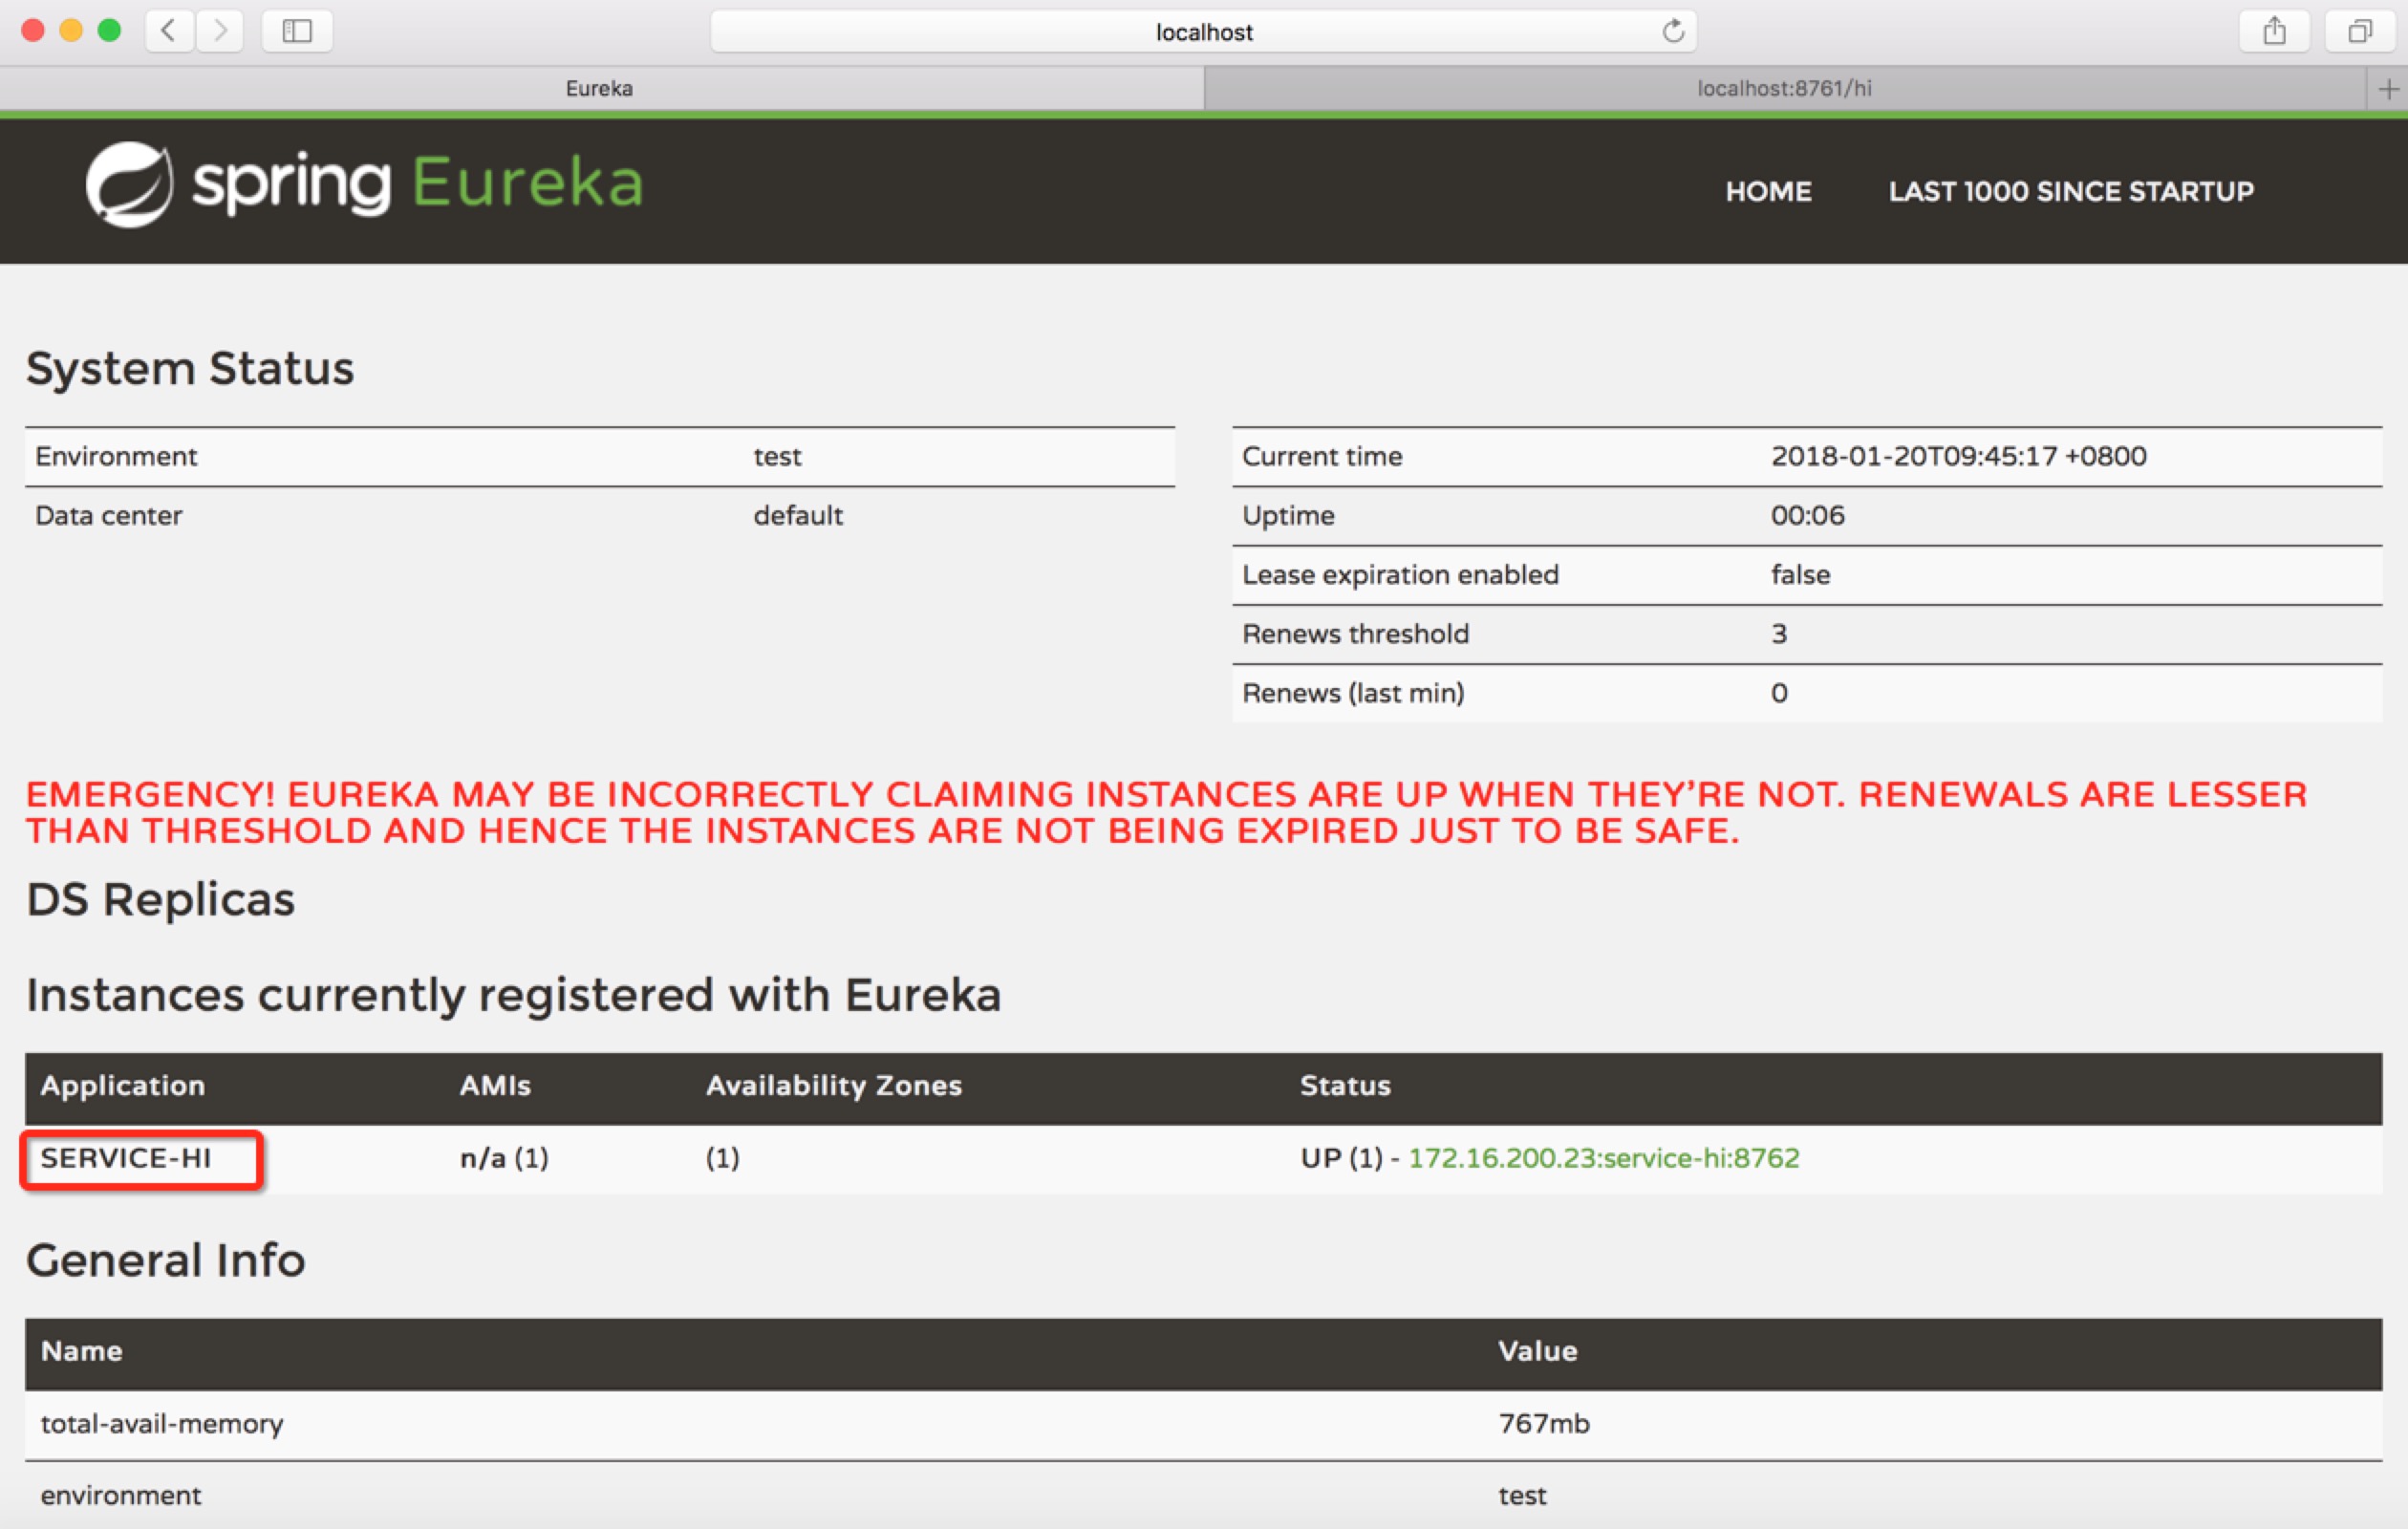 localhost
Eureka
localhost:8761/hi
spring Eureka
HOME LAST 1000 SINCE STARTUP
System Status
Environment test
Data center default
Current time 2018-01-20T09:45:17 +0800
Uptime 00:06
Lease expiration enabled false
Renews threshold 3
Renews (last min) 0
EMERGENCY! EUREKA MAY BE INCORRECTLY CLAIMING INSTANCES ARE UP WHEN THEY'RE NOT. RENEWALS ARE LESSER
THAN THRESHOLD AND HENCE THE INSTANCES ARE NOT BEING EXPIRED JUST TO BE SAFE.
DS Replicas
Instances currently registered with Eureka
Application AMIs Availability Zones Status
SERVICE-HI n/a (1) (1) UP (1) - 172.16.200.23:service-hi:8762
General Info
Name Value
total-avail-memory 767mb
environment test